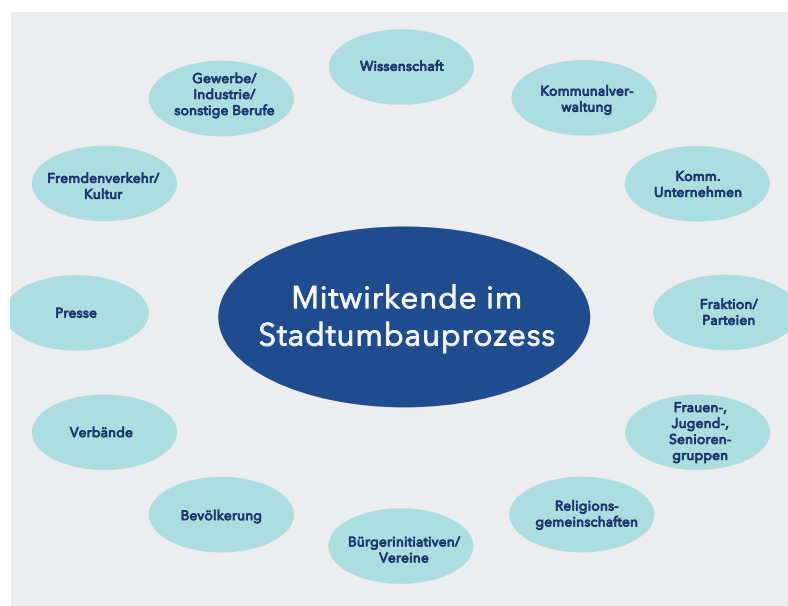 Wissenschaft
Gewerbe/
Industrie/
sonstige Berufe
Kommunalver-
waltung
Fremdenverkehr/
Kultur
Komm.
Unternehmen
Mitwirkende im
Stadtumbauprozess
Presse
Fraktion/
Parteien
Verbände
Frauen-,
Jugend-,
Senioren-
gruppen
Bevölkerung
Religions-
gemeinschaften
Bürgerinitiativen/
Vereine